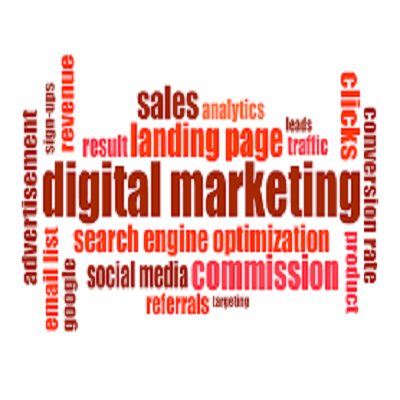 sales analytics
leads
result landing page traffic
digital marketing
search engine optimization
social media commission
referrals targeting
advertisement
sign-ups
revenue
email list
google
clicks
conversion rate
product